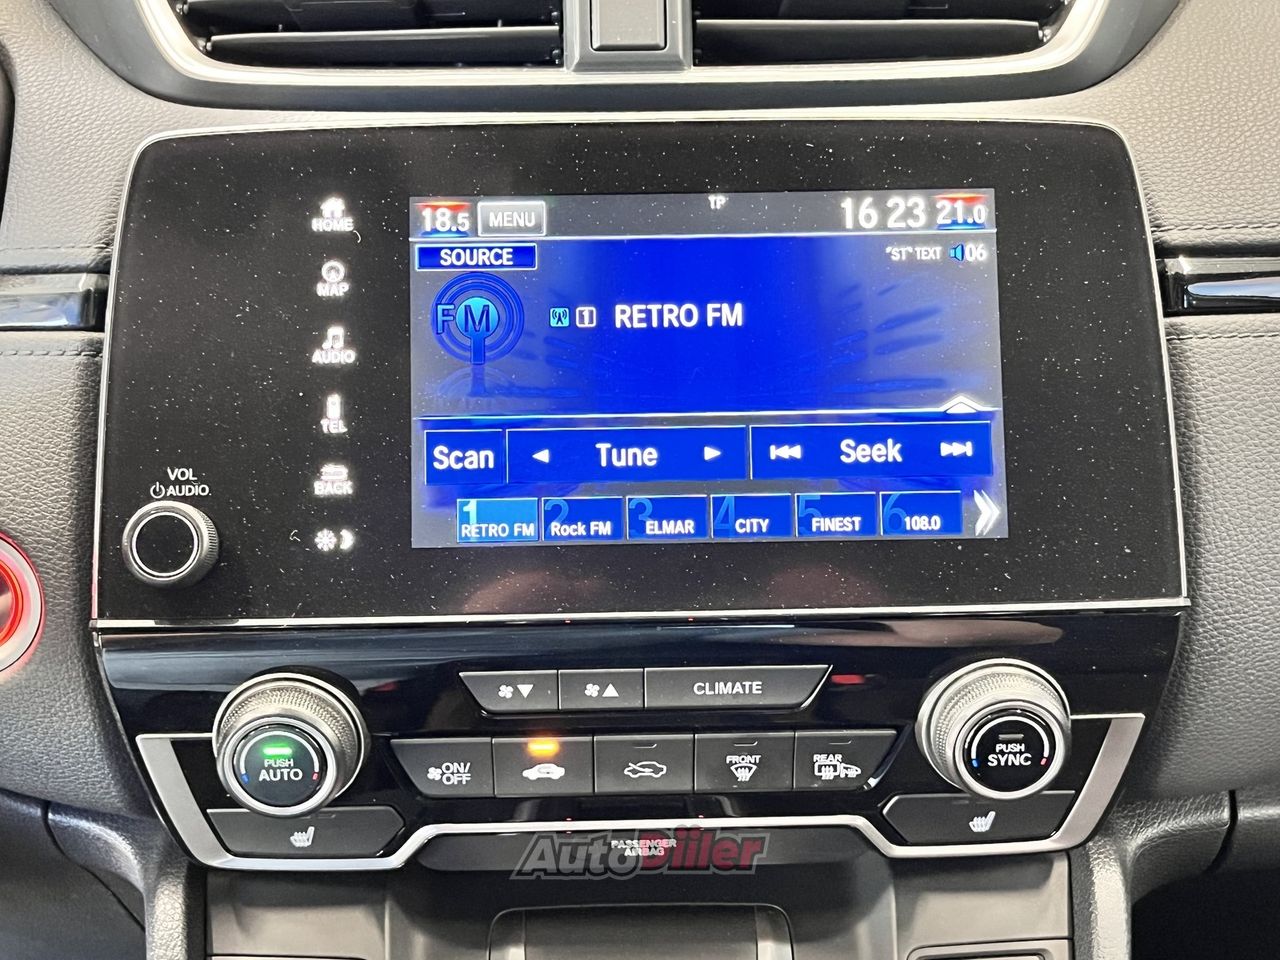 18.5 MENU TP 16 23 21.0
HOME
SOURCE "ST" TEXT 06
MAP
FM 1 RETRO FM
AUDIO
TEL
Scan Tune Seek
BACK
VOL
AUDIO
1 RETRO FM 2 Rock FM 3 ELMAR 4 CITY 5 FINEST 6 108.0
CLIMATE
PUSH
AUTO
ON/
OFF
FRONT
REAR
PUSH
SYNC
PASSENGER
AIRBAG
AutoDiiler